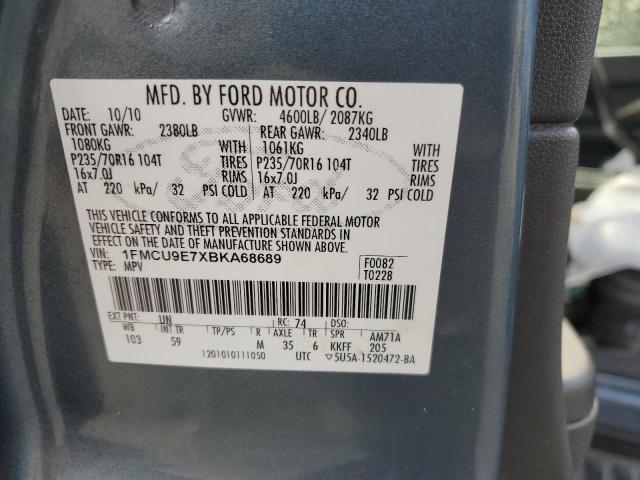 MFD. BY FORD MOTOR CO.
DATE: 10/10 GVWR: 4600LB/ 2087KG
FRONT GAWR: 2380LB REAR GAWR: 2340LB
1080KG WITH 1061KG WITH
P235/70R16 104T TIRES P235/70R16 104T TIRES
16x7.0J RIMS 16x7.0J RIMS
AT 220 kPa/ 32 PSI COLD AT 220 kPa/ 32 PSI COLD
THIS VEHICLE CONFORMS TO ALL APPLICABLE FEDERAL MOTOR
VEHICLE SAFETY AND THEFT PREVENTION STANDARDS IN
EFFECT ON THE DATE OF MANUFACTURE SHOWN ABOVE.
VIN: 1FMCU9E7XBKA68689 F0082
TYPE: MPV T0228
EXT PNT: UN RC: 74 DSO:
WB INT TR TP/PS R AXLE TR SPR AM71A
103 59 M 35 6 KKFF 205
1201010111050 UTC ▽5U5A-1520472-BA